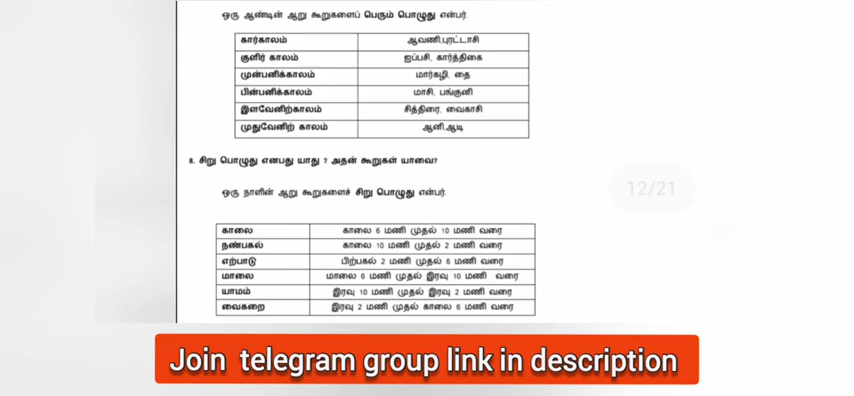 ஒரு ஆண்டின் ஆறு கூறுகளைப் பெரும் பொழுது என்பர்.
கார்காலம் ஆவணி,புரட்டாசி
குளிர் காலம் ஐப்பசி, கார்த்திகை
முன்பனிக்காலம் மார்கழி, தை
பின்பனிக்காலம் மாசி, பங்குனி
இளவேனிற்காலம் சித்திரை, வைகாசி
முதுவேனிற் காலம் ஆனி,ஆடி
8. சிறு பொழுது எனபது யாது ? அதன் கூறுகள் யாவை?
12/21
ஒரு நாளின் ஆறு கூறுகளைச் சிறு பொழுது என்பர்.
காலை காலை 6 மணி முதல் 10 மணி வரை
நண்பகல் காலை 10 மணி முதல் 2 மணி வரை
எற்பாடு பிற்பகல் 2 மணி முதல் 6 மணி வரை
மாலை மாலை 6 மணி முதல் இரவு 10 மணி வரை
யாமம் இரவு 10 மணி முதல் இரவு 2 மணி வரை
வைகறை இரவு 2 மணி முதல் காலை 6 மணி வரை
Join telegram group link in description